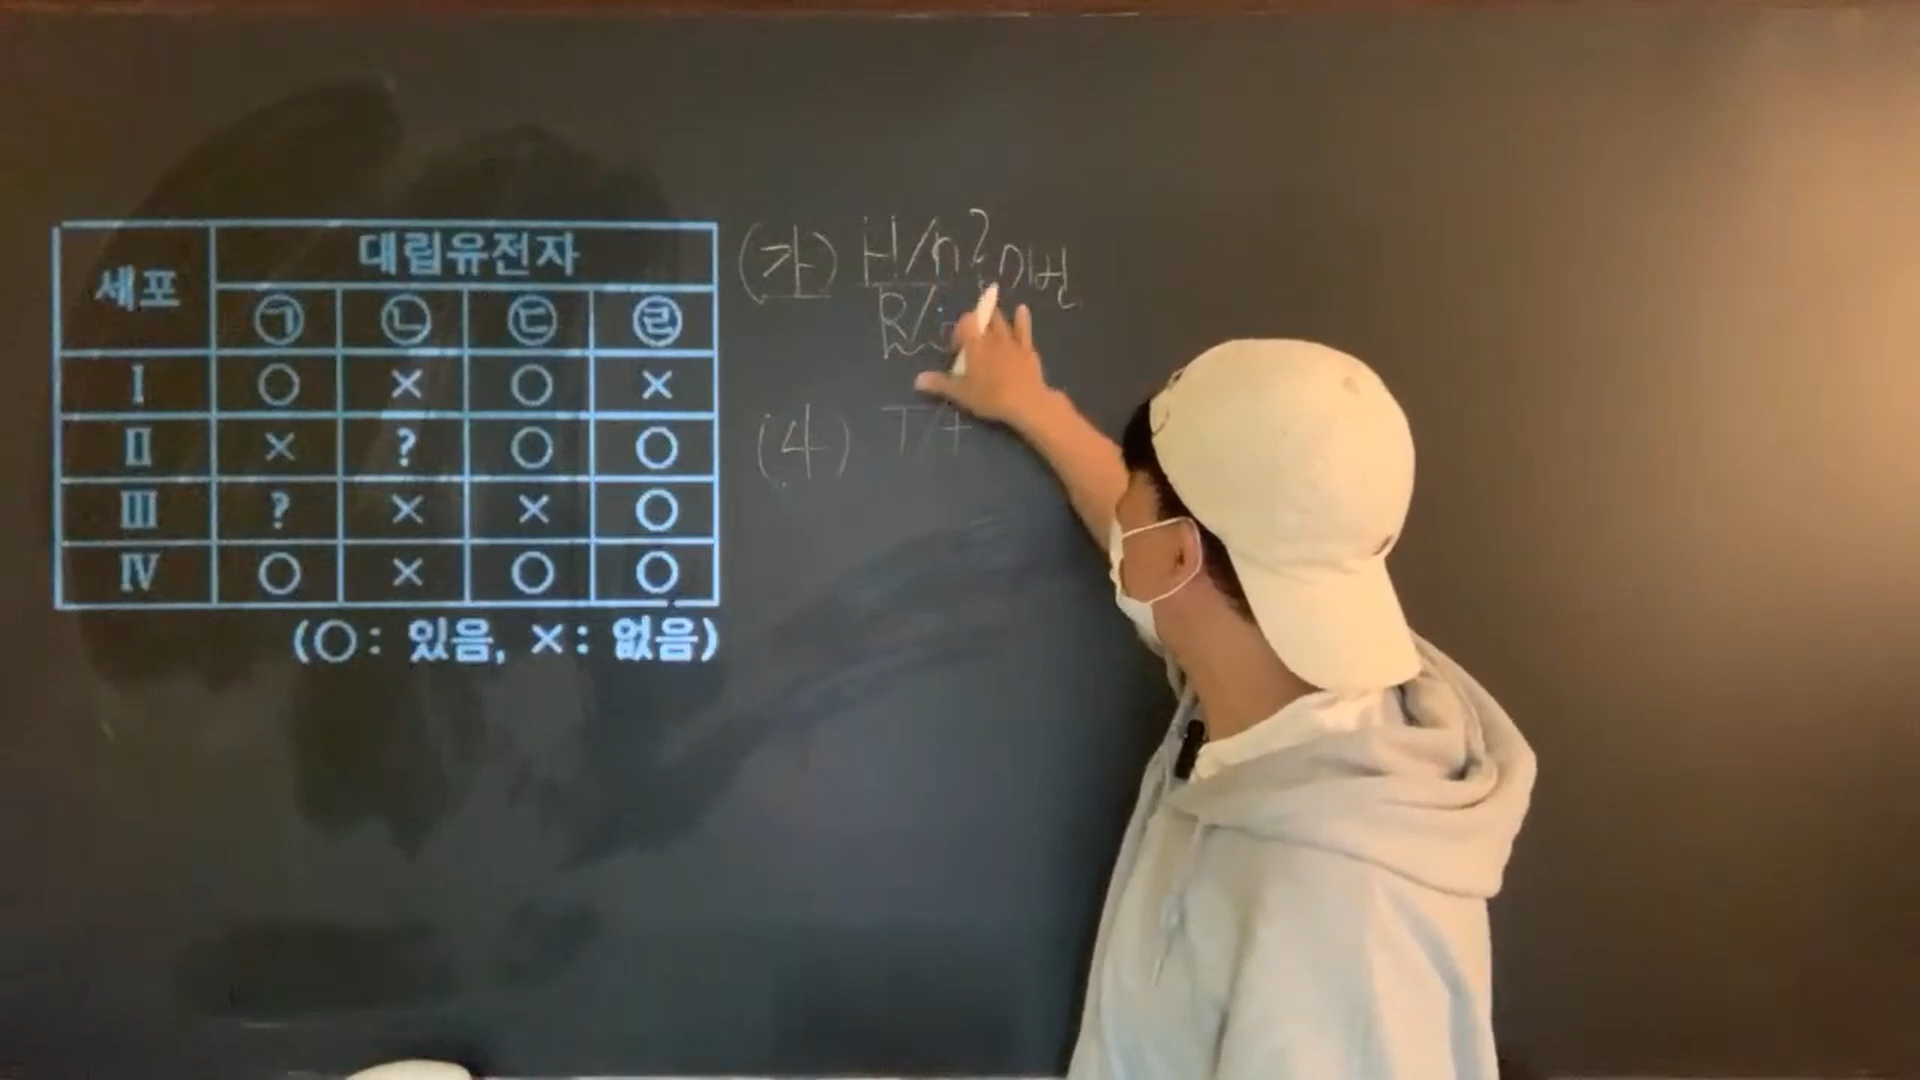 세포 대립유전자
㉠ ㉡ ㉢ ㉣
Ⅰ ○ × ○ ×
Ⅱ × ? ○ ○
Ⅲ ? × × ○
Ⅳ ○ × ○ ○
(○: 있음, ×: 없음)
(가) H/h
R/
(나) T/t